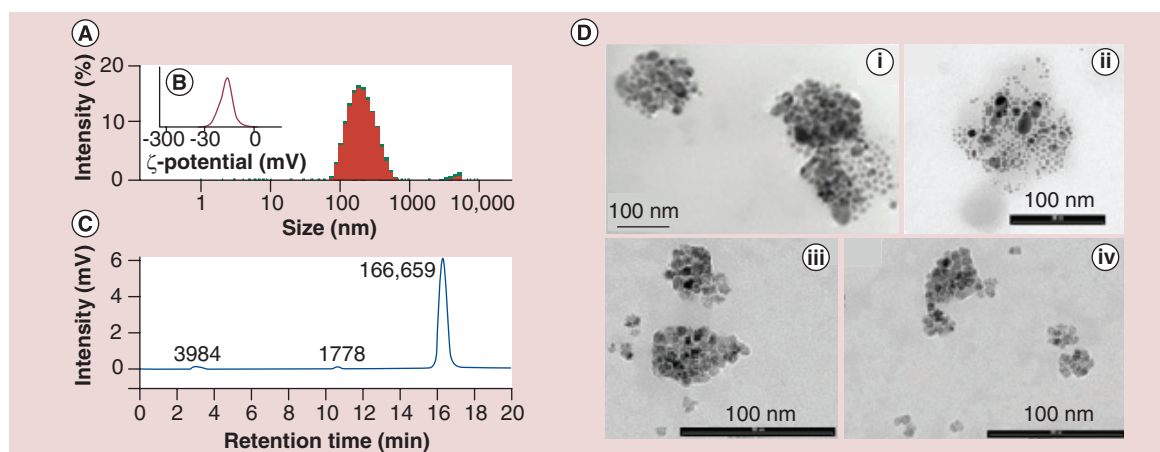 A
Intensity (%)
20
10
0
B
-300 -30 0
ζ-potential (mV)
1 10 100 1000 10,000
Size (nm)
C
Intensity (mV)
6
4
2
0
166,659
3984
1778
0 2 4 6 8 10 12 14 16 18 20
Retention time (min)
D
i
100 nm
ii
100 nm
iii
100 nm
iv
100 nm